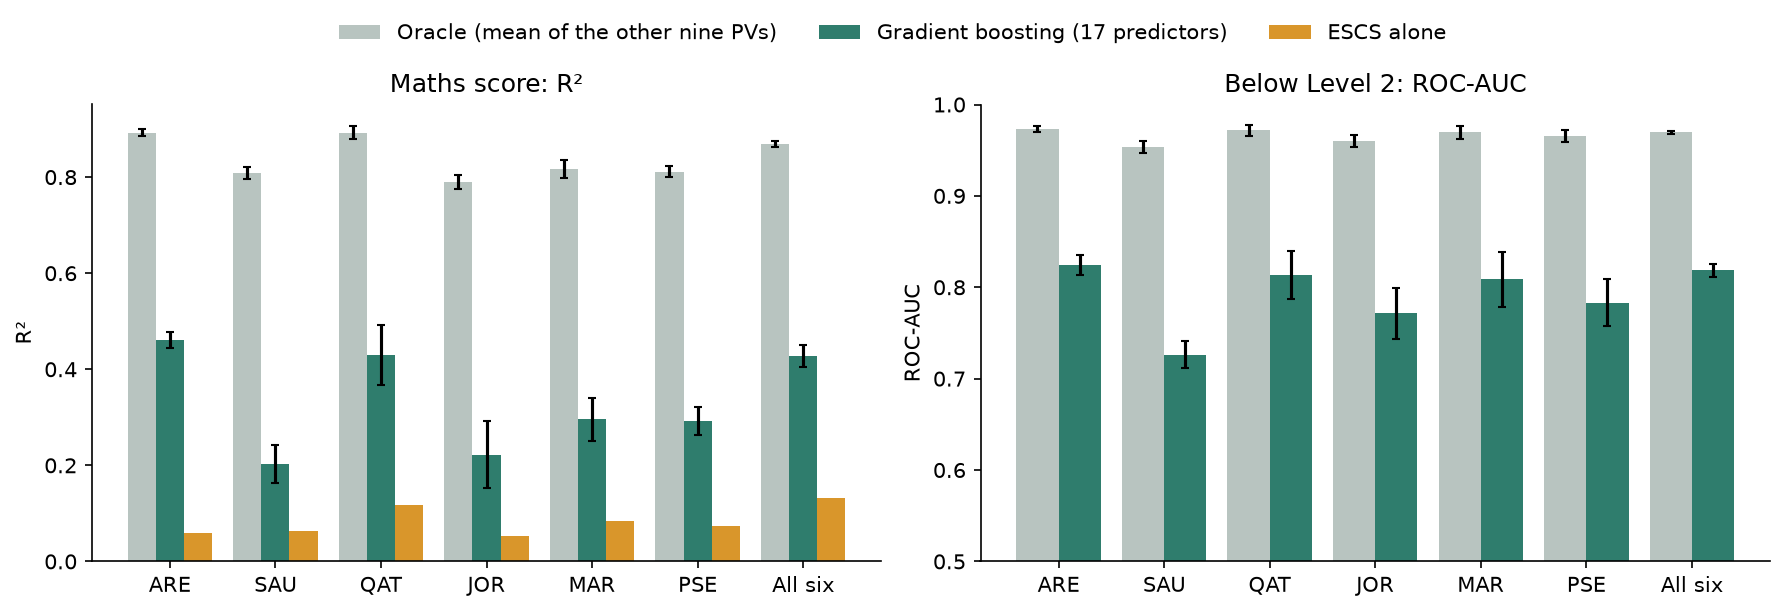 Oracle (mean of the other nine PVs)
Gradient boosting (17 predictors)
ESCS alone
Maths score: R²
R²
0.8
0.6
0.4
0.2
0.0
ARE
SAU
QAT
JOR
MAR
PSE
All six
Below Level 2: ROC-AUC
ROC-AUC
1.0
0.9
0.8
0.7
0.6
0.5
ARE
SAU
QAT
JOR
MAR
PSE
All six